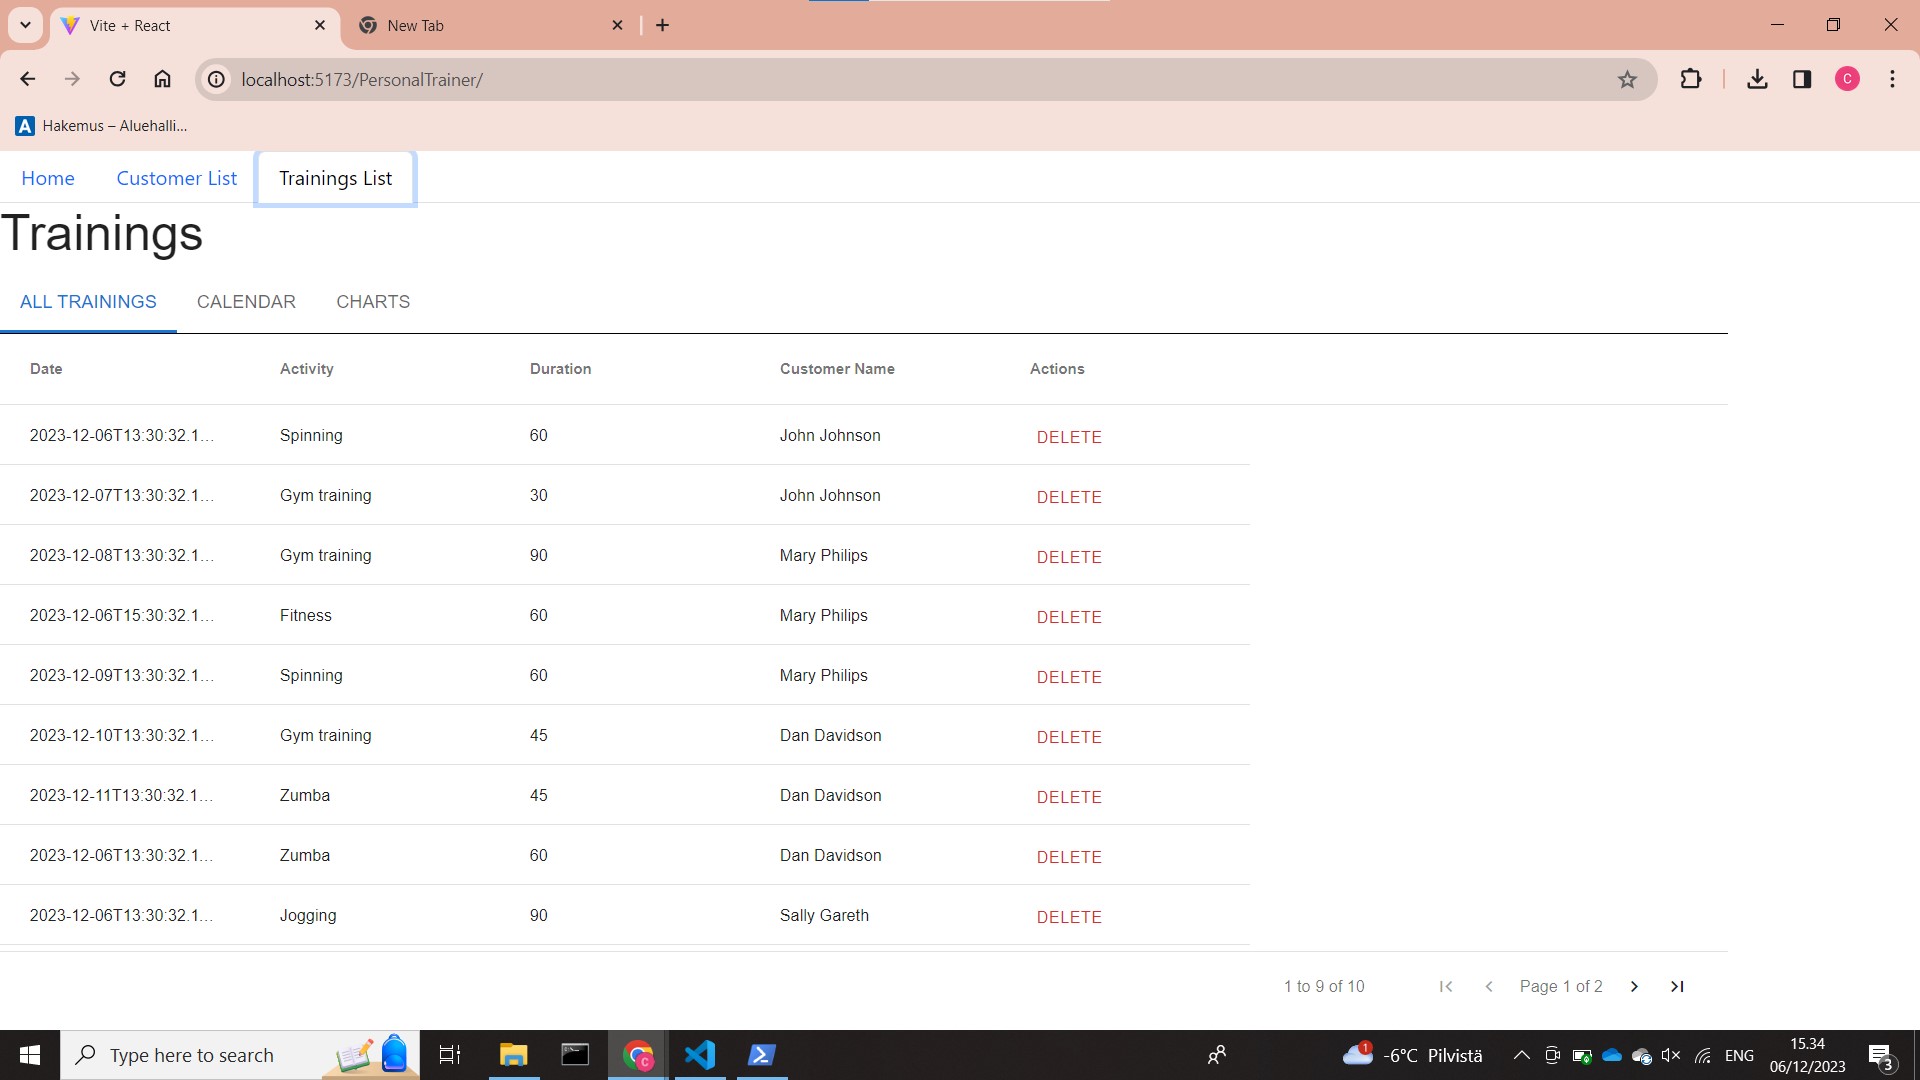 Vite + React
New Tab
localhost:5173/PersonalTrainer/
C
A Hakemus – Aluehalli...
Home Customer List Trainings List
Trainings
ALL TRAININGS CALENDAR CHARTS
Date Activity Duration Customer Name Actions
2023-12-06T13:30:32.1... Spinning 60 John Johnson DELETE
2023-12-07T13:30:32.1... Gym training 30 John Johnson DELETE
2023-12-08T13:30:32.1... Gym training 90 Mary Philips DELETE
2023-12-06T15:30:32.1... Fitness 60 Mary Philips DELETE
2023-12-09T13:30:32.1... Spinning 60 Mary Philips DELETE
2023-12-10T13:30:32.1... Gym training 45 Dan Davidson DELETE
2023-12-11T13:30:32.1... Zumba 45 Dan Davidson DELETE
2023-12-06T13:30:32.1... Zumba 60 Dan Davidson DELETE
2023-12-06T13:30:32.1... Jogging 90 Sally Gareth DELETE
1 to 9 of 10 Page 1 of 2
Type here to search
C
1
-6°C Pilvistä
ENG
15.34
06/12/2023
3